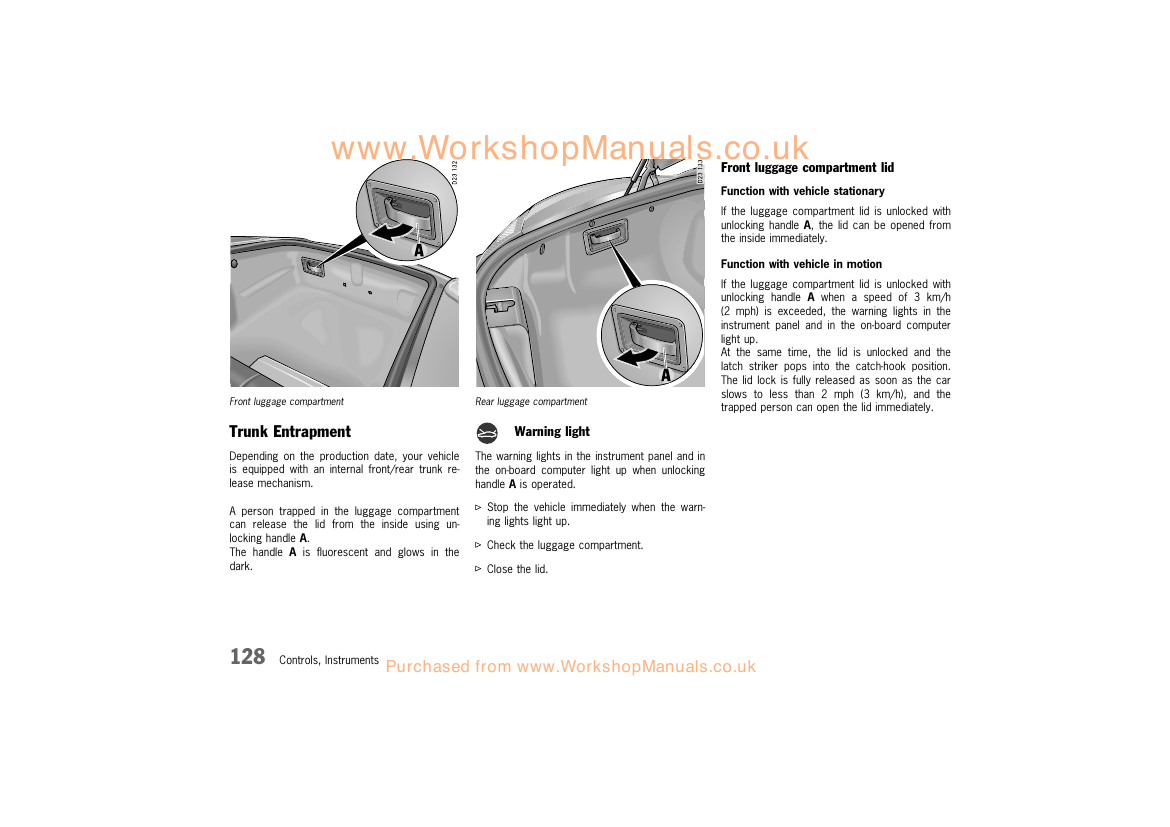 www.WorkshopManuals.co.uk
D23 132
A
Front luggage compartment
Trunk Entrapment
Depending on the production date, your vehicle
is equipped with an internal front/rear trunk re-
lease mechanism.
A person trapped in the luggage compartment
can release the lid from the inside using un-
locking handle A.
The handle A is fluorescent and glows in the
dark.
D23 133
A
Rear luggage compartment
Warning light
The warning lights in the instrument panel and in
the on-board computer light up when unlocking
handle A is operated.
▷ Stop the vehicle immediately when the warn-
ing lights light up.
▷ Check the luggage compartment.
▷ Close the lid.
Front luggage compartment lid
Function with vehicle stationary
If the luggage compartment lid is unlocked with
unlocking handle A, the lid can be opened from
the inside immediately.
Function with vehicle in motion
If the luggage compartment lid is unlocked with
unlocking handle A when a speed of 3 km/h
(2 mph) is exceeded, the warning lights in the
instrument panel and in the on-board computer
light up.
At the same time, the lid is unlocked and the
latch striker pops into the catch-hook position.
The lid lock is fully released as soon as the car
slows to less than 2 mph (3 km/h), and the
trapped person can open the lid immediately.
128 Controls, Instruments
Purchased from www.WorkshopManuals.co.uk